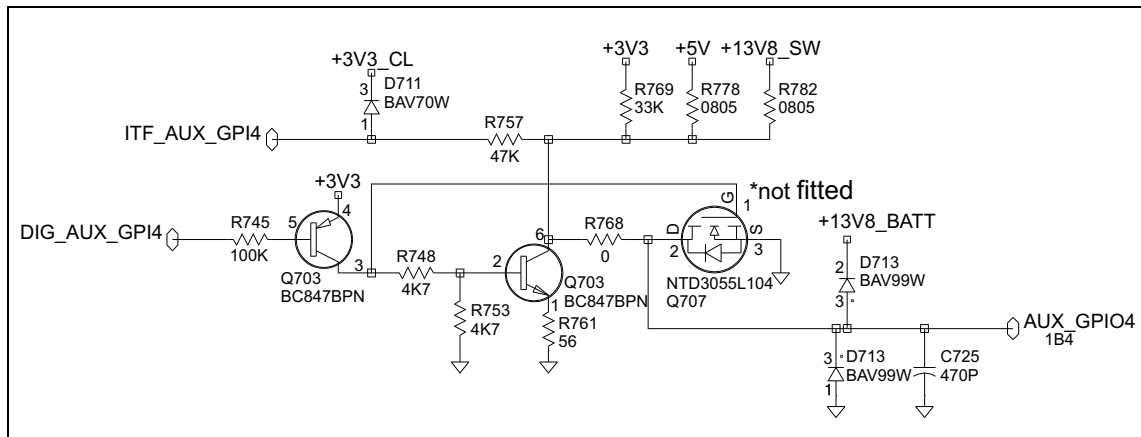 +3V3 +5V +13V8_SW
+3V3_CL
3 D711
BAV70W
1
R769
33K
R778
0805
R782
0805
ITF_AUX_GPI4
R757
47K
+3V3
*not fitted
G
1
+13V8_BATT
DIG_AUX_GPI4
R745
100K
5
4
3
Q703
BC847BPN
R748
4K7
R753
4K7
2
6
1
Q703
BC847BPN
R761
56
R768
0
D
2
S
3
NTD3055L104
Q707
2
D713
BAV99W
3
AUX_GPIO4
1B4
3
D713
BAV99W
1
C725
470P